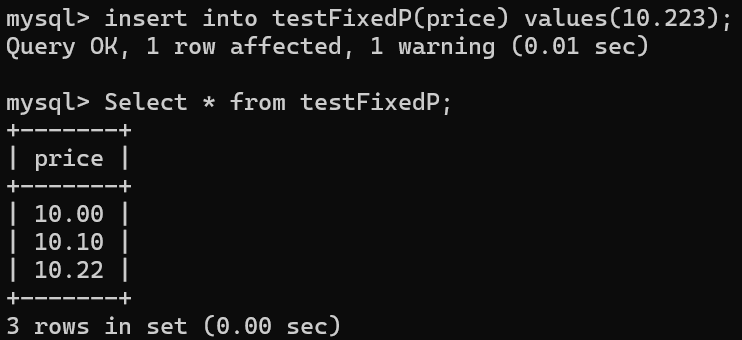 mysql> insert into testFixedP(price) values(10.223);
Query OK, 1 row affected, 1 warning (0.01 sec)
mysql> Select * from testFixedP;
+-------+
| price |
+-------+
| 10.00 |
| 10.10 |
| 10.22 |
+-------+
3 rows in set (0.00 sec)